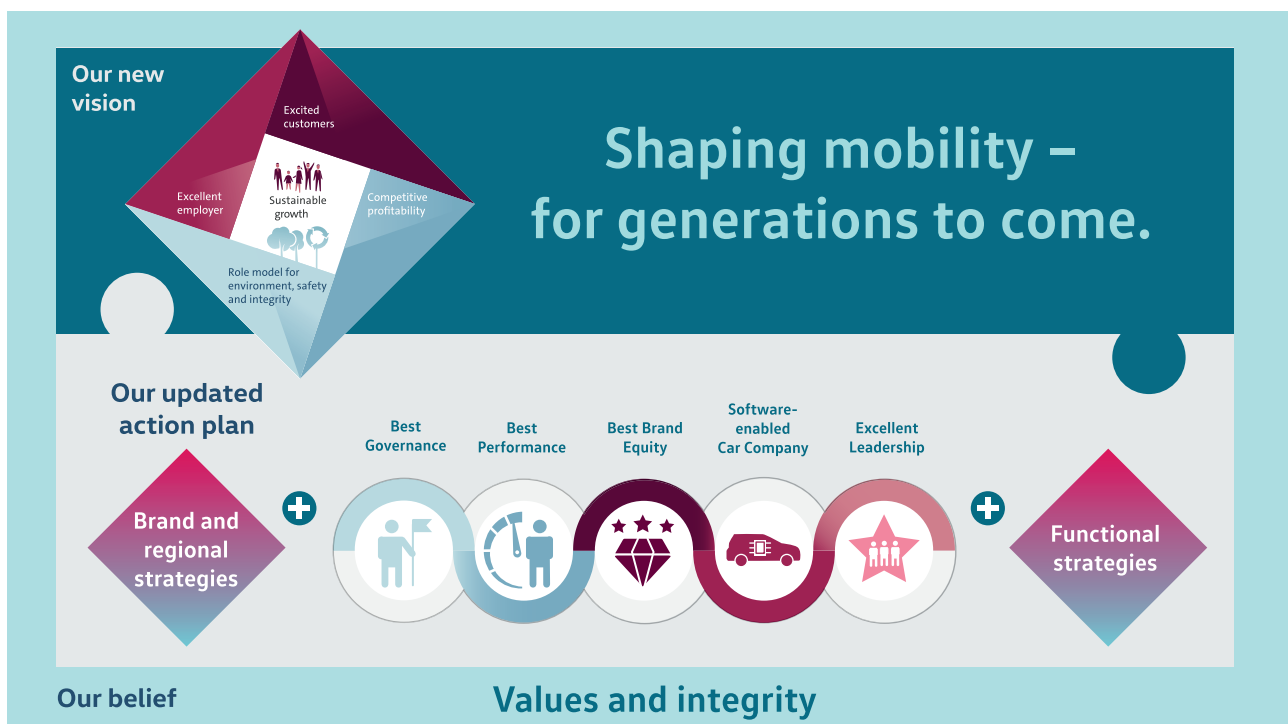 Our new
vision
Excited
customers
Excellent
employer
Sustainable
growth
Competitive
profitability
Role model for
environment, safety
and integrity
Shaping mobility –
for generations to come.
Our updated
action plan
Brand and
regional
strategies
Best
Governance
Best
Performance
Best Brand
Equity
Software-
enabled
Car Company
Excellent
Leadership
Functional
strategies
Our belief
Values and integrity